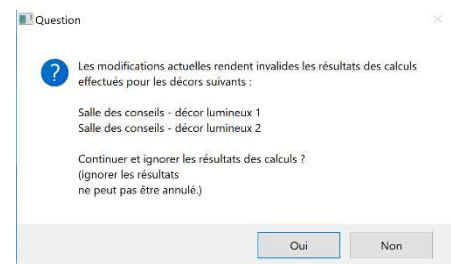 Question
Les modifications actuelles rendent invalides les résultats des calculs
effectués pour les décors suivants :
Salle des conseils - décor lumineux 1
Salle des conseils - décor lumineux 2
Continuer et ignorer les résultats des calculs ?
(ignorer les résultats
ne peut pas être annulé.)
Oui
Non